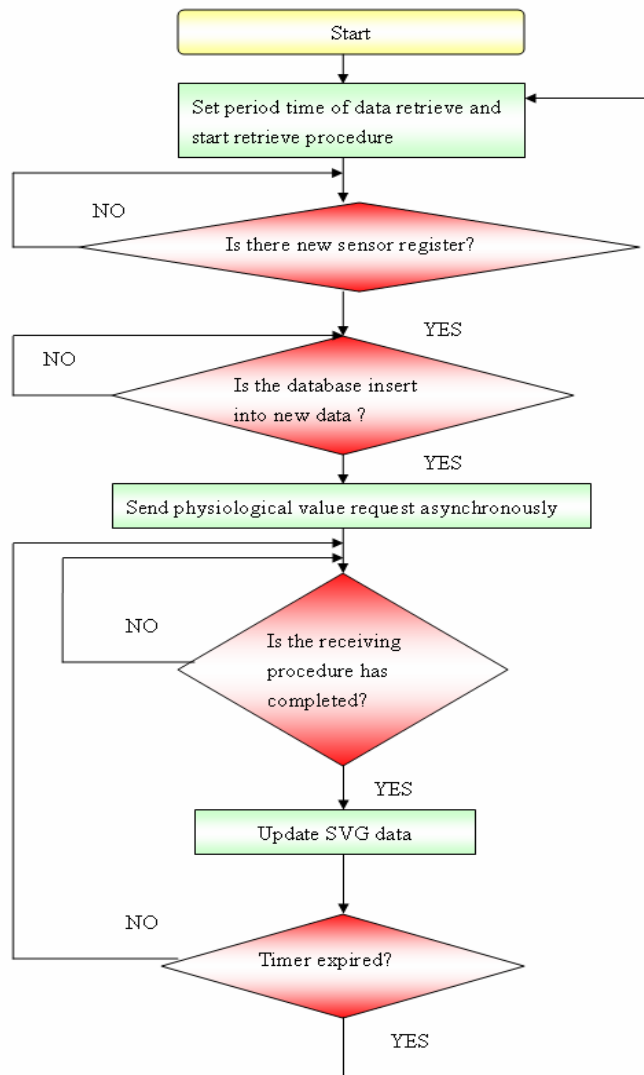 Start
Set period time of data retrieve and
start retrieve procedure
NO
Is there new sensor register?
YES
NO
Is the database insert
into new data ?
YES
Send physiological value request asynchronously
NO
Is the receiving
procedure has
completed?
YES
Update SVG data
NO
Timer expired?
YES